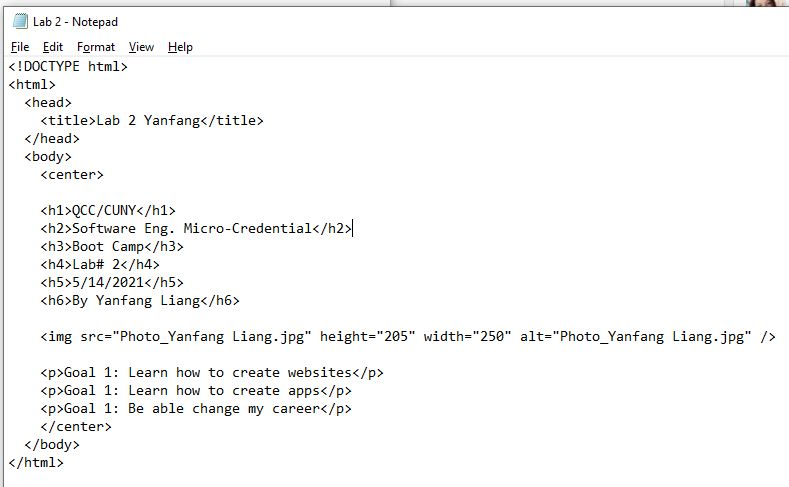 Lab 2 - Notepad
File Edit Format View Help
<!DOCTYPE html>
<html>
<head>
<title>Lab 2 Yanfang</title>
</head>
<body>
<center>
<h1>QCC/CUNY</h1>
<h2>Software Eng. Micro-Credential</h2>
<h3>Boot Camp</h3>
<h4>Lab# 2</h4>
<h5>5/14/2021</h5>
<h6>By Yanfang Liang</h6>
<img src="Photo_Yanfang Liang.jpg" height="205" width="250" alt="Photo_Yanfang Liang.jpg" />
<p>Goal 1: Learn how to create websites</p>
<p>Goal 1: Learn how to create apps</p>
<p>Goal 1: Be able change my career</p>
</center>
</body>
</html>